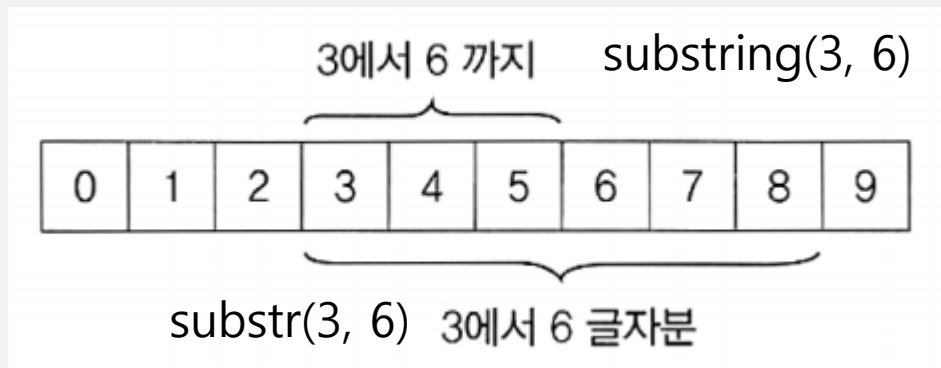 3에서 6 까지 substring(3, 6)
0 1 2 3 4 5 6 7 8 9
substr(3, 6) 3에서 6 글자분